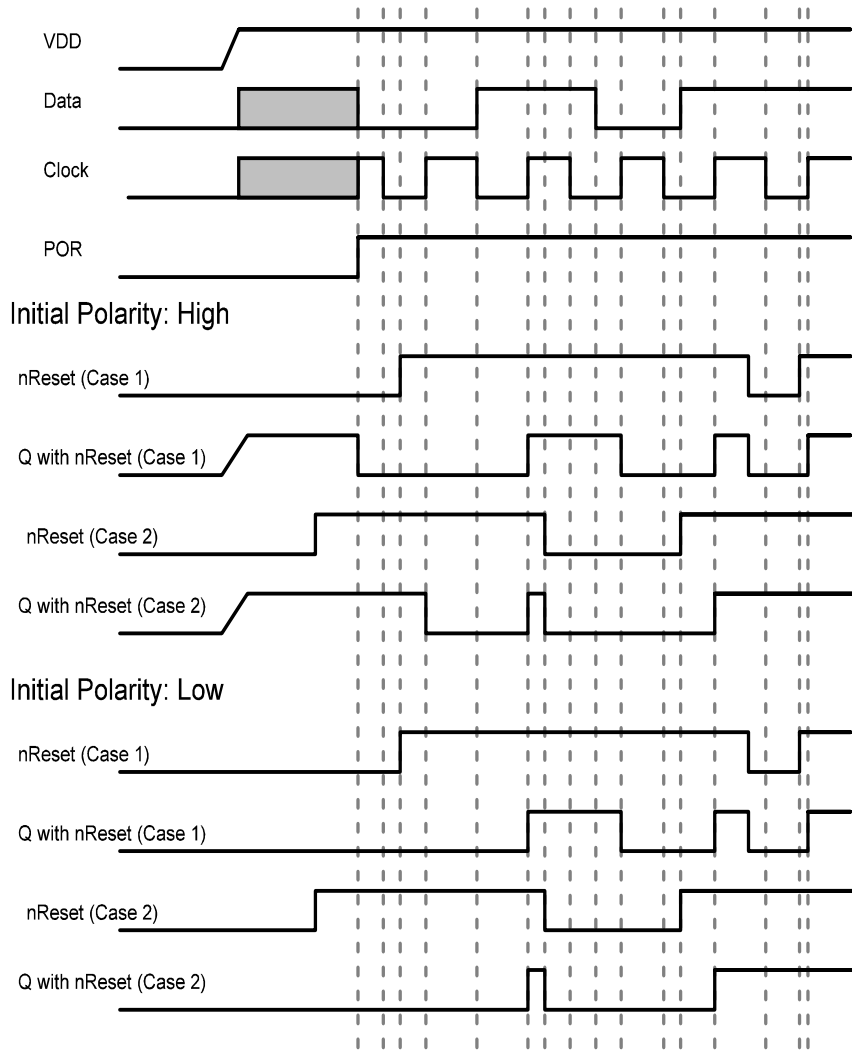 VDD
Data
Clock
POR
Initial Polarity: High
nReset (Case 1)
Q with nReset (Case 1)
nReset (Case 2)
Q with nReset (Case 2)
Initial Polarity: Low
nReset (Case 1)
Q with nReset (Case 1)
nReset (Case 2)
Q with nReset (Case 2)